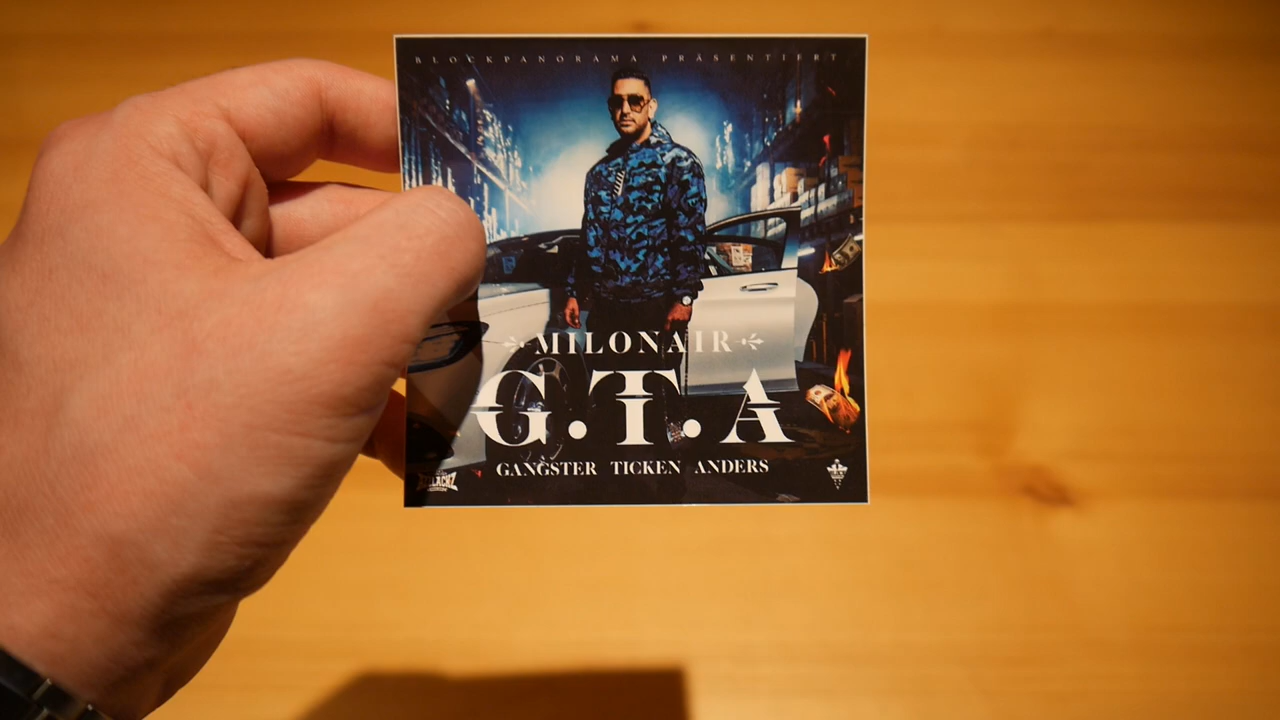 BLOCKPANORAMA PRÄSENTIERT
MILONAIR
G.T.A
GANGSTER TICKEN ANDERS